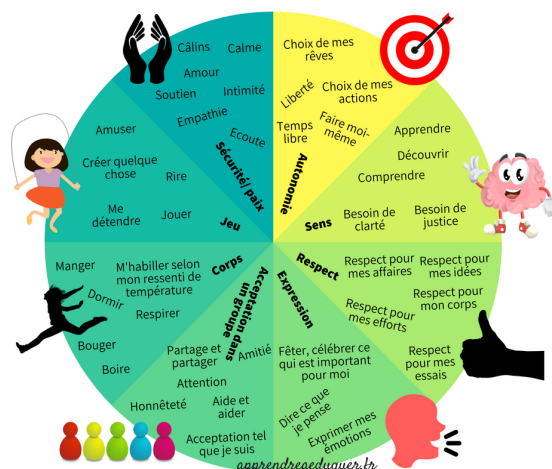 Câlins
Calme
Amour
Soutien
Intimité
Empathie
Ecoute
Sécurité/ paix
Choix de mes
rêves
Liberté
Choix de mes
actions
Temps
libre
Faire moi-
même
Autonomie
Apprendre
Découvrir
Comprendre
Besoin de
clarté
Besoin de
justice
Sens
Respect pour
mes affaires
Respect pour
mes idées
Respect pour
mon corps
Respect pour
mes efforts
Respect
pour mes
essais
Respect
Expression
Fêter, célébrer ce
qui est important
pour moi
Dire ce que
je pense
Exprimer mes
émotions
Acceptation dans
un groupe
Partage et
partager
Amitié
Attention
Honnêteté
Aide et
aider
Acceptation tel
que je suis
Corps
Manger
M'habiller selon
mon ressenti de
température
Dormir
Respirer
Bouger
Boire
Jeu
Amuser
Créer quelque
chose
Rire
Me
détendre
Jouer
apprendreaeduquer.fr